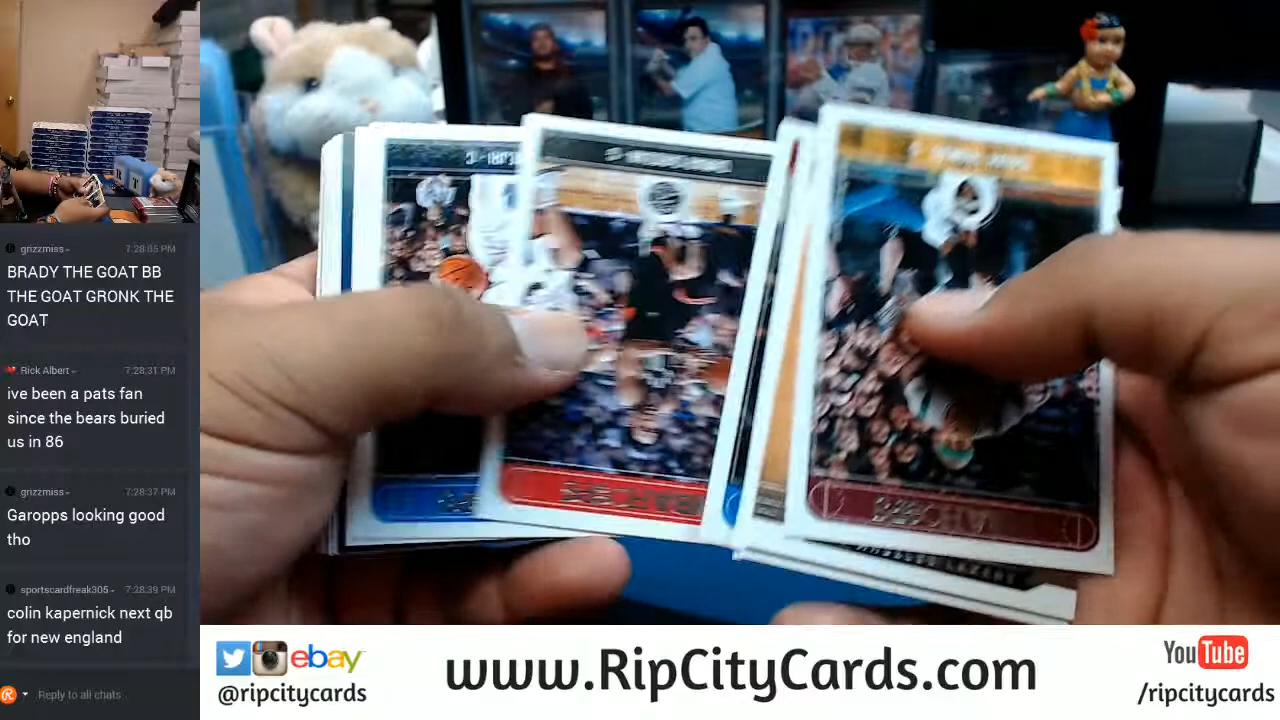 grizzmiss 7:28:05 PM
BRADY THE GOAT BB
THE GOAT GRONK THE
GOAT
Rick Albert 7:28:31 PM
ive been a pats fan
since the bears buried
us in 86
grizzmiss 7:28:37 PM
Garopps looking good
tho
sportscardfreak305 7:28:39 PM
colin kapernick next qb
for new england
Reply to all chats
ebay
@ripcitycards
www.RipCityCards.com
YouTube
/ripcitycards